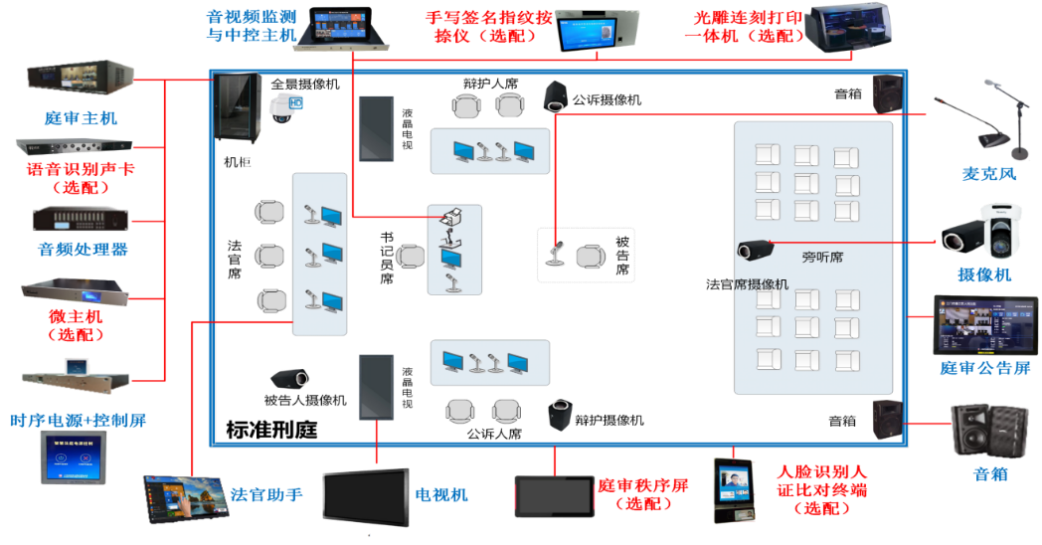 音视频监测
与中控主机
手写签名指纹按
捺仪（选配）
光雕连刻打印
一体机（选配）
庭审主机
语音识别声卡
（选配）
音频处理器
微主机
（选配）
时序电源+控制屏
全景摄像机
HD
机柜
液晶电视
辩护人席
公诉摄像机
音箱
法官席
书记员席
被告席
旁听席
法官席摄像机
被告人摄像机
液晶电视
公诉人席
辩护摄像机
音箱
标准刑庭
麦克风
摄像机
庭审公告屏
音箱
法官助手
电视机
庭审秩序屏
（选配）
人脸识别人
证比对终端
（选配）